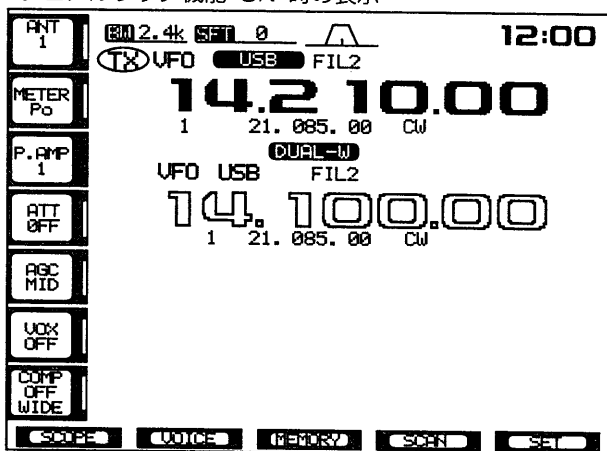 ANT
1
BW 2.4k SFT 0
12:00
TX VFO USB FIL2
METER
Po
14.210.00
1 21.085.00 CW
P.AMP
1
DUAL-W
VFO USB FIL2
ATT
OFF
14.100.00
1 21.085.00 CW
AGC
MID
VOX
OFF
COMP
OFF
WIDE
SCOPE VOICE MEMORY SCAN SET